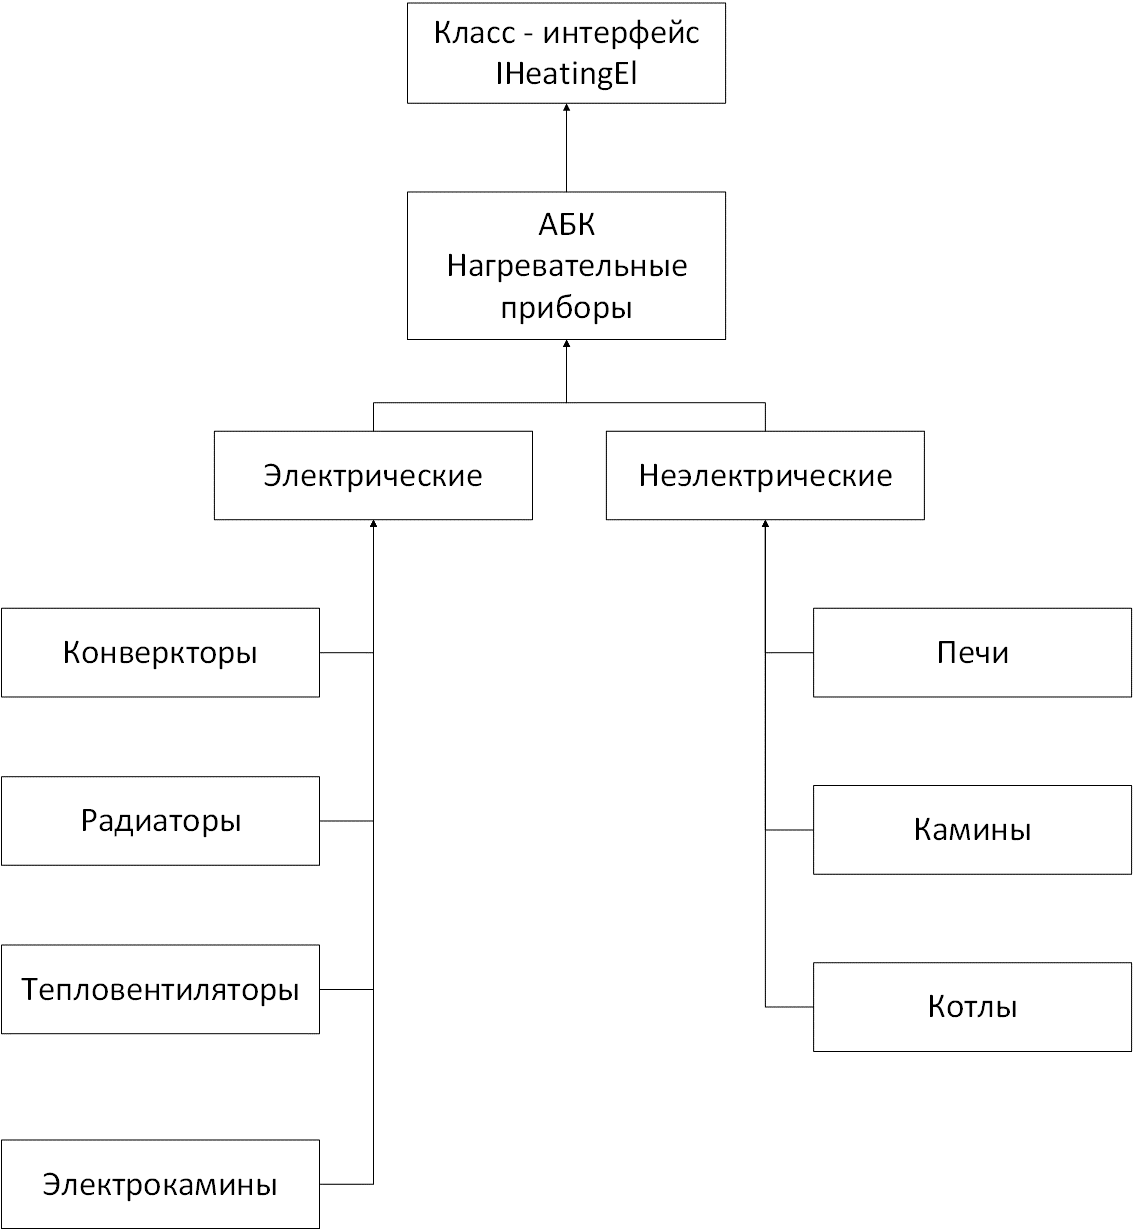 Класс - интерфейс
IHeatingEl
АБК
Нагревательные
приборы
Электрические
Неэлектрические
Конверкторы
Печи
Радиаторы
Камины
Тепловентиляторы
Котлы
Электрокамины